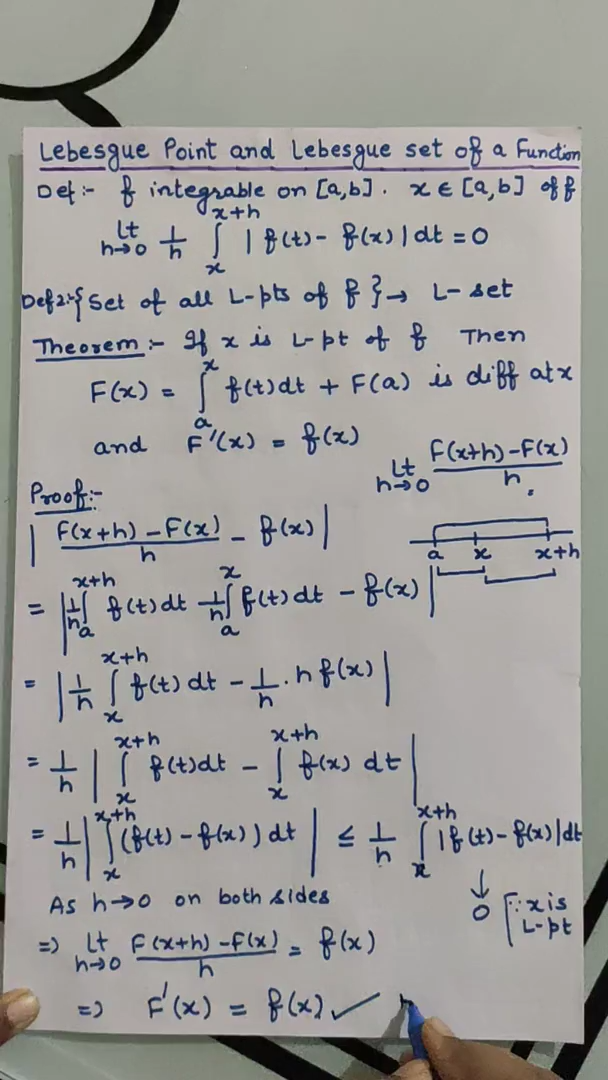 Lebesgue Point and Lebesgue set of a Function
Def:- f integrable on [a,b]. x ∈ [a,b] of f
Lt h→0 1/h ∫_x^{x+h} |f(t) - f(x)| dt = 0
Def2:- {Set of all L-pts of f} → L-set
Theorem:- If x is L-pt of f Then
F(x) = ∫_a^x f(t)dt + F(a) is diff at x
and F'(x) = f(x)
Lt h→0 F(x+h)-F(x)/h.
Proof:-
| F(x+h)-F(x)/h - f(x) |
a x x+h
= | 1/h ∫_a^{x+h} f(t)dt - 1/h ∫_a^x f(t)dt - f(x) |
= | 1/h ∫_x^{x+h} f(t) dt - 1/h . h f(x) |
= 1/h | ∫_x^{x+h} f(t)dt - ∫_x^{x+h} f(x) dt |
= 1/h | ∫_x^{x+h} (f(t) - f(x)) dt | ≤ 1/h ∫_x^{x+h} |f(t) - f(x)|dt
As h→0 on both sides
↓ 0 [∵ x is L-pt
⇒ Lt h→0 F(x+h)-F(x)/h = f(x)
⇒ F'(x) = f(x) ✓